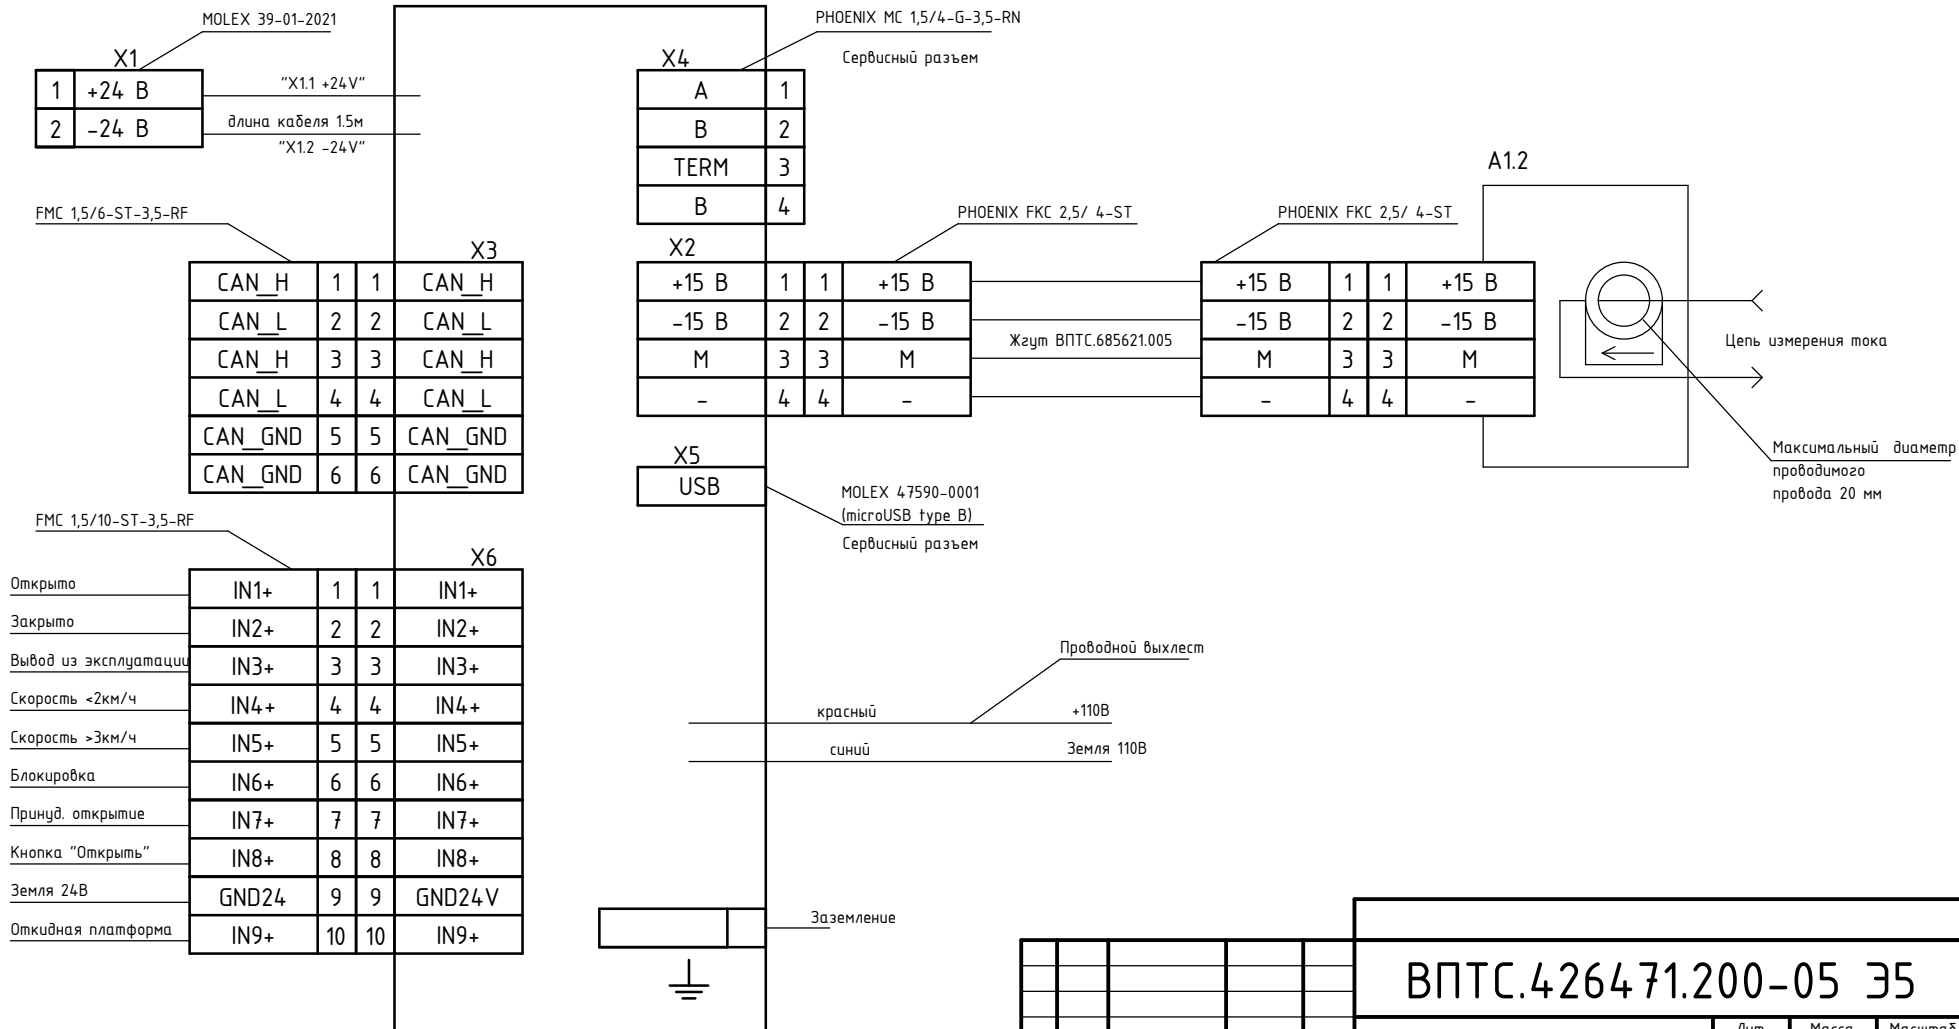 MOLEX 39-01-2021
X1
1 +24 В "X1.1 +24V"
2 -24 В длина кабеля 1.5м
"X1.2 -24V"
FMC 1,5/6-ST-3,5-RF
X3
CAN_H 1 1 CAN_H
CAN_L 2 2 CAN_L
CAN_H 3 3 CAN_H
CAN_L 4 4 CAN_L
CAN_GND 5 5 CAN_GND
CAN_GND 6 6 CAN_GND
FMC 1,5/10-ST-3,5-RF
X6
Открыто IN1+ 1 1 IN1+
Закрыто IN2+ 2 2 IN2+
Вывод из эксплуатации IN3+ 3 3 IN3+
Скорость <2км/ч IN4+ 4 4 IN4+
Скорость >3км/ч IN5+ 5 5 IN5+
Блокировка IN6+ 6 6 IN6+
Принуд. открытие IN7+ 7 7 IN7+
Кнопка "Открыть" IN8+ 8 8 IN8+
Земля 24В GND24 9 9 GND24V
Откидная платформа IN9+ 10 10 IN9+
PHOENIX MC 1,5/4-G-3,5-RN
Сервисный разъем
X4
A 1
B 2
TERM 3
B 4
PHOENIX FKC 2,5/ 4-ST
PHOENIX FKC 2,5/ 4-ST
A1.2
X2
+15 В 1 1 +15 В +15 В 1 1 +15 В
-15 В 2 2 -15 В -15 В 2 2 -15 В
Жгут ВПТС.685621.005
M 3 3 M M 3 3 M
- 4 4 - - 4 4 -
Цепь измерения тока
Максимальный диаметр
проводимого
провода 20 мм
X5
USB
MOLEX 47590-0001
(microUSB type B)
Сервисный разъем
Проводной выхлест
красный +110В
синий Земля 110В
Заземление
ВПТС.426471.200-05 Э5
Лит. Масса Масштаб